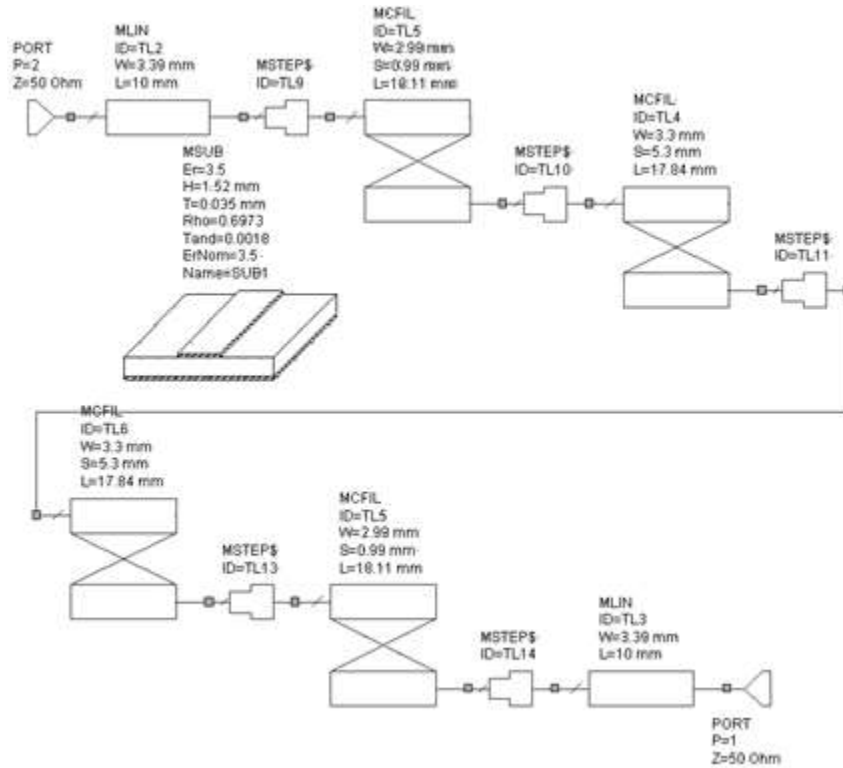 PORT
P=2
Z=50 Ohm
MLIN
ID=TL2
W=3.39 mm
L=10 mm
MSTEP$
ID=TL9
MCFIL
ID=TL5
W=2.99 mm
S=0.99 mm
L=18.11 mm
MSUB
Er=3.5
H=1.52 mm
T=0.035 mm
Rho=0.6973
Tand=0.0018
ErNom=3.5
Name=SUB1
MSTEP$
ID=TL10
MCFIL
ID=TL4
W=3.3 mm
S=5.3 mm
L=17.84 mm
MSTEP$
ID=TL11
MCFIL
ID=TL6
W=3.3 mm
S=5.3 mm
L=17.84 mm
MSTEP$
ID=TL13
MCFIL
ID=TL5
W=2.99 mm
S=0.99 mm
L=18.11 mm
MSTEP$
ID=TL14
MLIN
ID=TL3
W=3.39 mm
L=10 mm
PORT
P=1
Z=50 Ohm